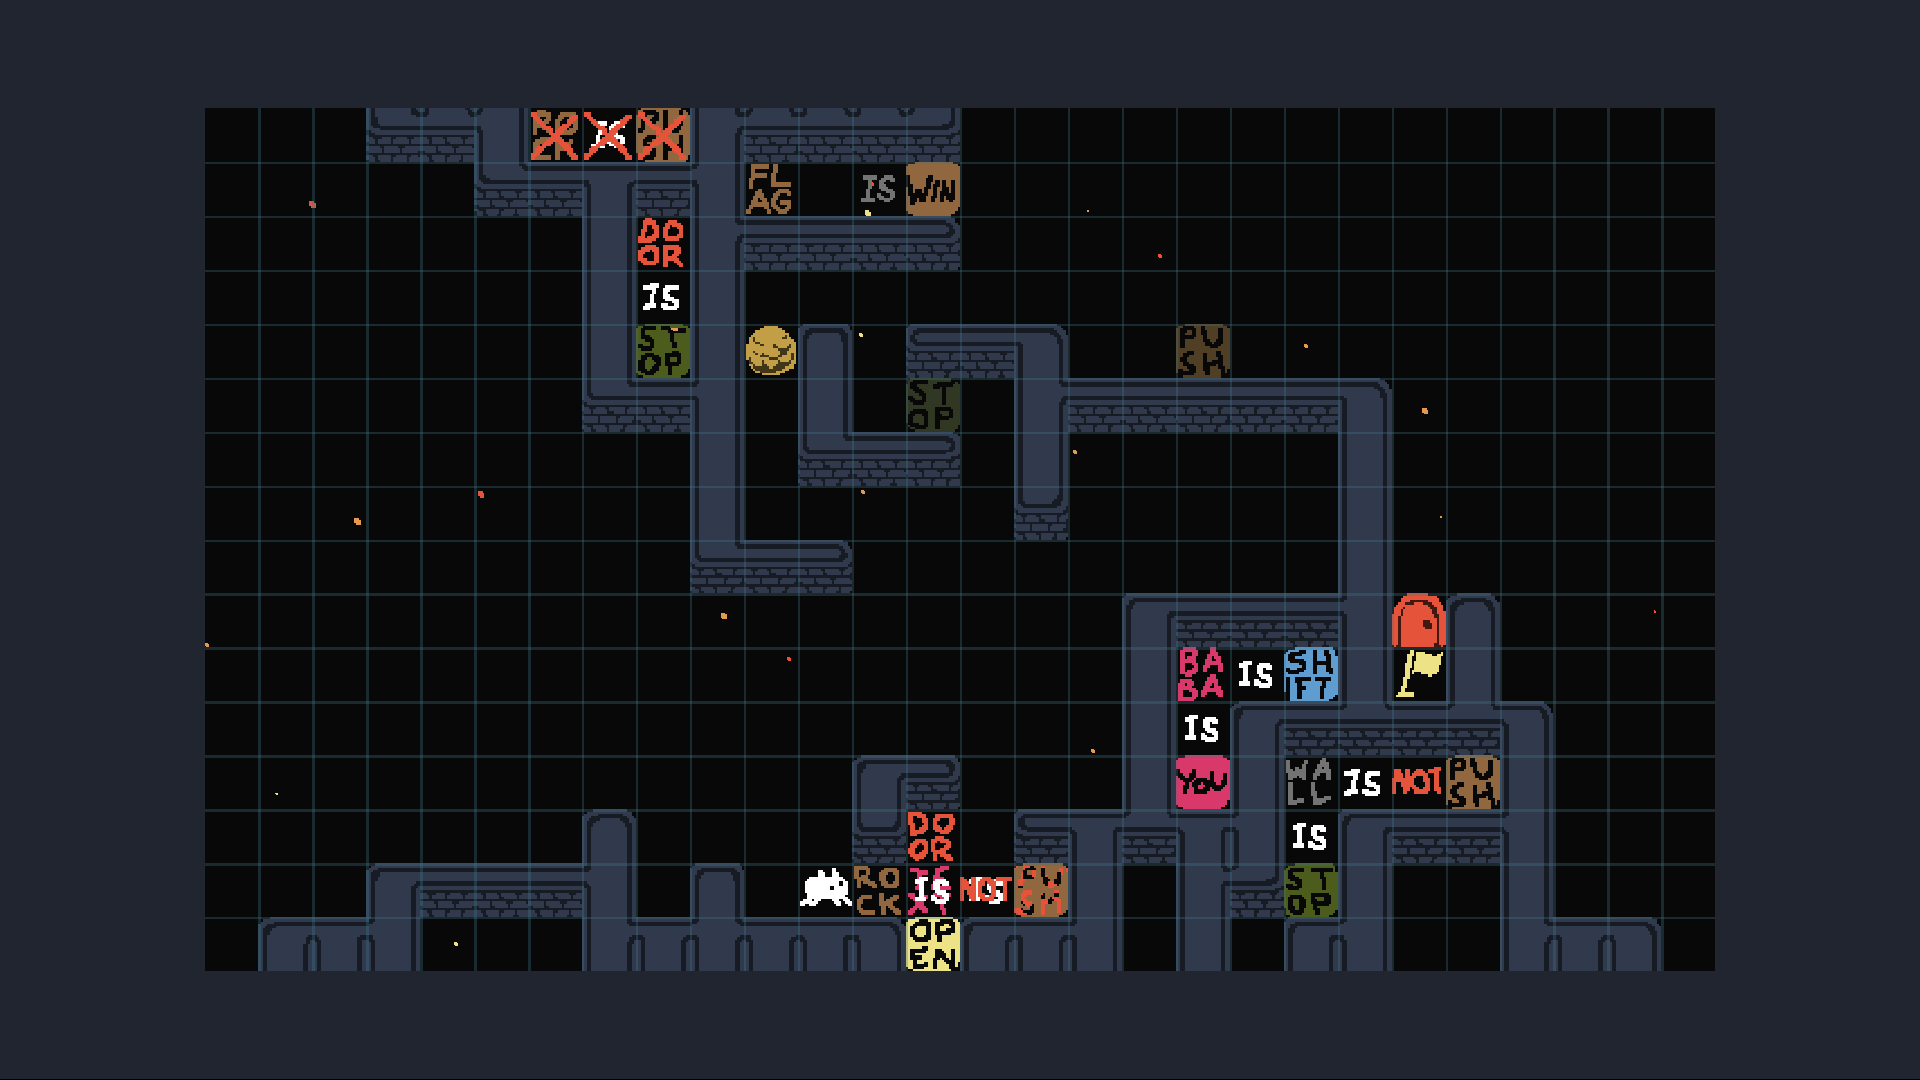 IS
FLAG IS WIN
DOOR
IS
STOP PUSH
STOP
BABA IS SHIFT
IS
YOU WALL IS NOT PUSH
DOOR IS
ROCK IS NOT STOP
OPEN